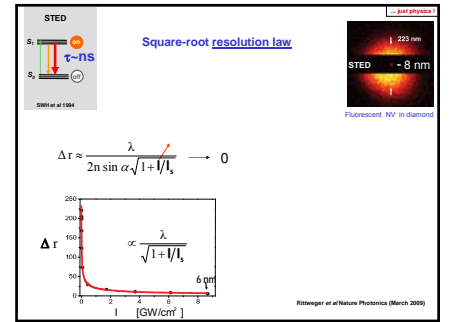 ... just physics !
STED
S1
on
τ~ns
S0
off
SWH et al 1994
Square-root resolution law
223 nm
STED
8 nm
Fluorescent NV- in diamond
Δ r ≈ λ / 2n sin α √1 + I/Is → 0
250
200
150
100
50
0
Δ r
∝ λ / √1 + I/Is
6 nm
0 2 4 6 8
I [GW/cm2 ]
Rittweger et al Nature Photonics (March 2009)